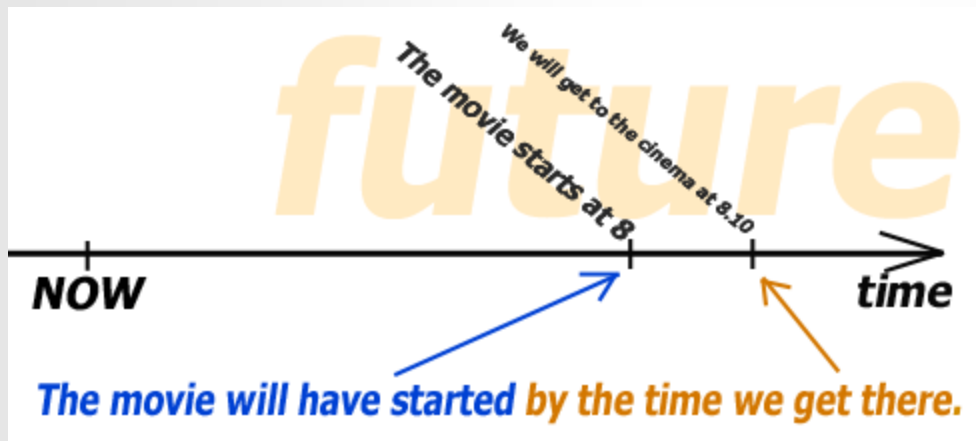 future
We will get to the cinema at 8.10
The movie starts at 8
NOW
time
The movie will have started by the time we get there.